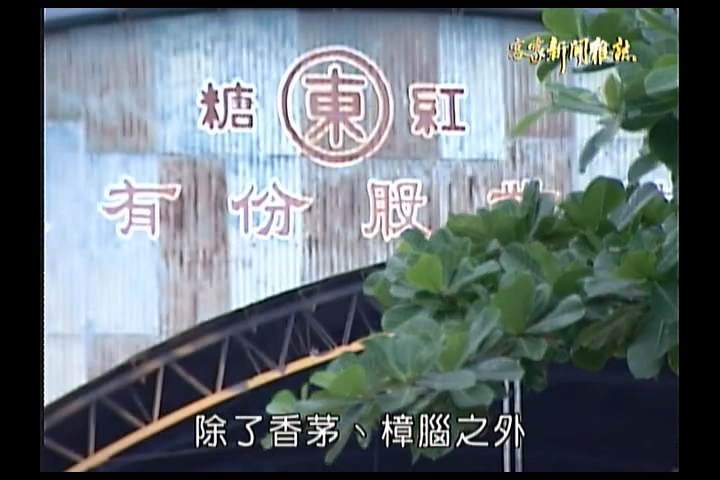 客家新聞雜誌
紅東糖
股份有
除了香茅、樟腦之外